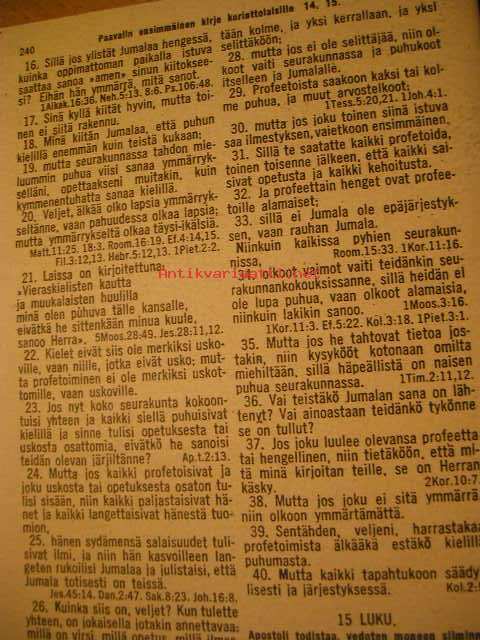 240
Paavalin ensimmäinen kirje korinttolaisille 14, 15.
16. Sillä jos ylistät Jumalaa hengessä,
kuinka oppimattoman paikalla istuva
saattaa sanoa »amen» sinun kiitoksee-
si? Eihän hän ymmärrä, mitä sanot.
1Aikak.16:36. Neh.5:13. 8:6. Ps.106:48.
17. Sinä kyllä kiität hyvin, mutta toi-
nen ei siitä rakennu.
18. Minä kiitän Jumalaa, että puhun
kielillä enemmän kuin teistä kukaan;
19. mutta seurakunnassa tahdon mie-
luummin puhua viisi sanaa ymmärryk-
selläni, opettaakseni muitakin, kuin
kymmenentuhatta sanaa kielillä.
20. Veljet, älkää olko lapsia ymmärryk-
seltänne, vaan pahuudessa olkaa lapsia;
mutta ymmärrykseltä olkaa täysi-ikäisiä.
Matt.11:25. 18:3. Room.16:19. Ef.4:14,15.
Fil.3:12,13. Hebr.5:12,13. 1Piet.2:2.
21. Laissa on kirjoitettuna:
»Vieraskielisten kautta
ja muukalaisten huulilla
minä olen puhuva tälle kansalle,
eivätkä he sittenkään minua kuule,
sanoo Herra». 5Moos.28:49. Jes.28:11,12.
22. Kielet eivät siis ole merkiksi usko-
ville, vaan niille, jotka eivät usko; mut-
ta profetoiminen ei ole merkiksi uskot-
tomille, vaan uskoville.
23. Jos nyt koko seurakunta kokoon-
tuisi yhteen ja kaikki siellä puhuisivat
kielillä ja sinne tulisi opetuksesta tai
uskosta osattomia, eivätkö he sanoisi
teidän olevan järjiltänne? Ap.t.2:13.
24. Mutta jos kaikki profetoisivat ja
joku uskosta tai opetuksesta osaton tu-
lisi sisään, niin kaikki paljastaisivat hä-
net ja kaikki langettaisivat hänestä tuo-
mion,
25. hänen sydämensä salaisuudet tuli-
sivat ilmi, ja niin hän kasvoilleen lan-
geten rukoilisi Jumalaa ja julistaisi, että
Jumala totisesti on teissä.
Jes.45:14. Dan.2:47. Sak.8:23. Joh.16:8.
26. Kuinka siis on, veljet? Kun tulette
yhteen, on jokaisella jotakin annettavaa:
millä on virsi, millä opetus, millä ilmes-
tään kolme, ja yksi kerrallaan, ja yksi
selittäköön;
28. mutta jos ei ole selittäjää, niin ol-
koot vaiti seurakunnassa ja puhukoot
itselleen ja Jumalalle.
29. Profeetoista saakoon kaksi tai kol-
me puhua, ja muut arvostelkoot;
1Tess.5:20,21. 1Joh.4:1.
30. mutta jos joku toinen siinä istuva
saa ilmestyksen, vaietkoon ensimmäinen.
31. Sillä te saatatte kaikki profetoida,
toinen toisenne jälkeen, että kaikki sai-
sivat opetusta ja kaikki kehoitusta.
32. Ja profeettain henget ovat profee-
toille alamaiset;
33. sillä ei Jumala ole epäjärjestyk-
sen, vaan rauhan Jumala.
Niinkuin kaikissa pyhien seurakun-
nissa, Room.15:33. 1Kor.11:16.
olkoot vaimot vaiti teidänkin seu-
rakunnankokouksissanne, sillä heidän ei
ole lupa puhua, vaan olkoot alamaisia,
niinkuin lakikin sanoo. 1Moos.3:16.
1Kor.11:3. Ef.5:22. Kol.3:18. 1Piet.3:1.
35. Mutta jos he tahtovat tietoa jos-
takin, niin kysykööt kotonaan omilta
miehiltään, sillä häpeällistä on naisen
puhua seurakunnassa. 1Tim.2:11,12.
36. Vai teistäkö Jumalan sana on läh-
tenyt? Vai ainoastaan teidänkö tykönne
se on tullut?
37. Jos joku luulee olevansa profeetta
tai hengellinen, niin tietäköön, että mi-
tä minä kirjoitan teille, se on Herran
käsky. 2Kor.10:7.
38. Mutta jos joku ei sitä ymmärrä,
niin olkoon ymmärtämättä.
39. Sentähden, veljeni, harrastakaa
profetoimista älkääkä estäkö kielillä
puhumasta.
40. Mutta kaikki tapahtukoon säädyl-
lisesti ja järjestyksessä. Kol.2:5
15 LUKU.
Apostoli todistaa, vedoten moneen silmin-